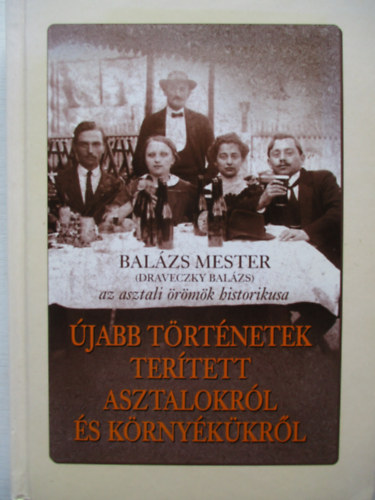 BALÁZS MESTER
(DRAVECZKY BALÁZS)
az asztali örömök historikusa
ÚJABB TÖRTÉNETEK
TERÍTETT
ASZTALOKRÓL
ÉS KÖRNYÉKÜKRŐL